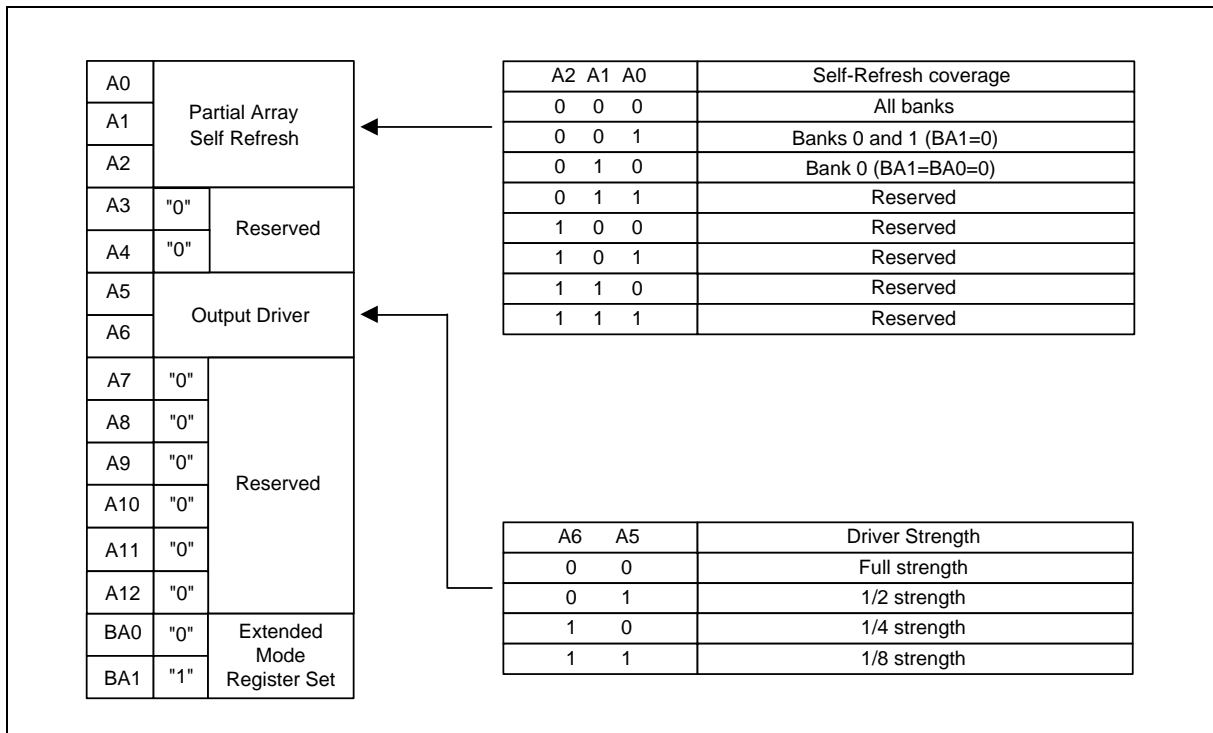 A0
Partial Array
Self Refresh
A1
A2
A3 "0"
Reserved
A4 "0"
A5
Output Driver
A6
A7 "0"
A8 "0"
A9 "0"
Reserved
A10 "0"
A11 "0"
A12 "0"
BA0 "0"
Extended
Mode
Register Set
BA1 "1"
A2 A1 A0 Self-Refresh coverage
0 0 0 All banks
0 0 1 Banks 0 and 1 (BA1=0)
0 1 0 Bank 0 (BA1=BA0=0)
0 1 1 Reserved
1 0 0 Reserved
1 0 1 Reserved
1 1 0 Reserved
1 1 1 Reserved
A6 A5 Driver Strength
0 0 Full strength
0 1 1/2 strength
1 0 1/4 strength
1 1 1/8 strength